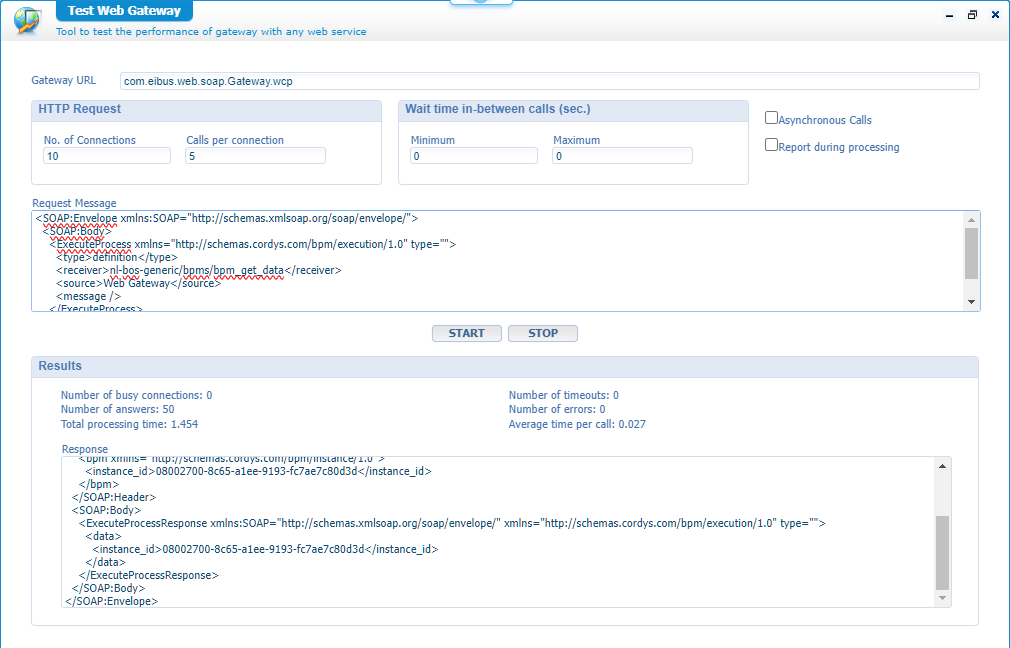 Test Web Gateway
Tool to test the performance of gateway with any web service
Gateway URL com.eibus.web.soap.Gateway.wcp
HTTP Request
No. of Connections Calls per connection
10 5
Wait time in-between calls (sec.)
Minimum Maximum
0 0
Asynchronous Calls
Report during processing
Request Message
<SOAP:Envelope xmlns:SOAP="http://schemas.xmlsoap.org/soap/envelope/">
<SOAP:Body>
<ExecuteProcess xmlns="http://schemas.cordys.com/bpm/execution/1.0" type="">
<type>definition</type>
<receiver>nl-bos-generic/bpms/bpm_get_data</receiver>
<source>Web Gateway</source>
<message />
</ExecuteProcess>
START STOP
Results
Number of busy connections: 0
Number of answers: 50
Total processing time: 1.454
Number of timeouts: 0
Number of errors: 0
Average time per call: 0.027
Response
<bpm xmlns="http://schemas.cordys.com/bpm/instance/1.0">
<instance_id>08002700-8c65-a1ee-9193-fc7ae7c80d3d</instance_id>
</bpm>
</SOAP:Header>
<SOAP:Body>
<ExecuteProcessResponse xmlns:SOAP="http://schemas.xmlsoap.org/soap/envelope/" xmlns="http://schemas.cordys.com/bpm/execution/1.0" type="">
<data>
<instance_id>08002700-8c65-a1ee-9193-fc7ae7c80d3d</instance_id>
</data>
</ExecuteProcessResponse>
</SOAP:Body>
</SOAP:Envelope>